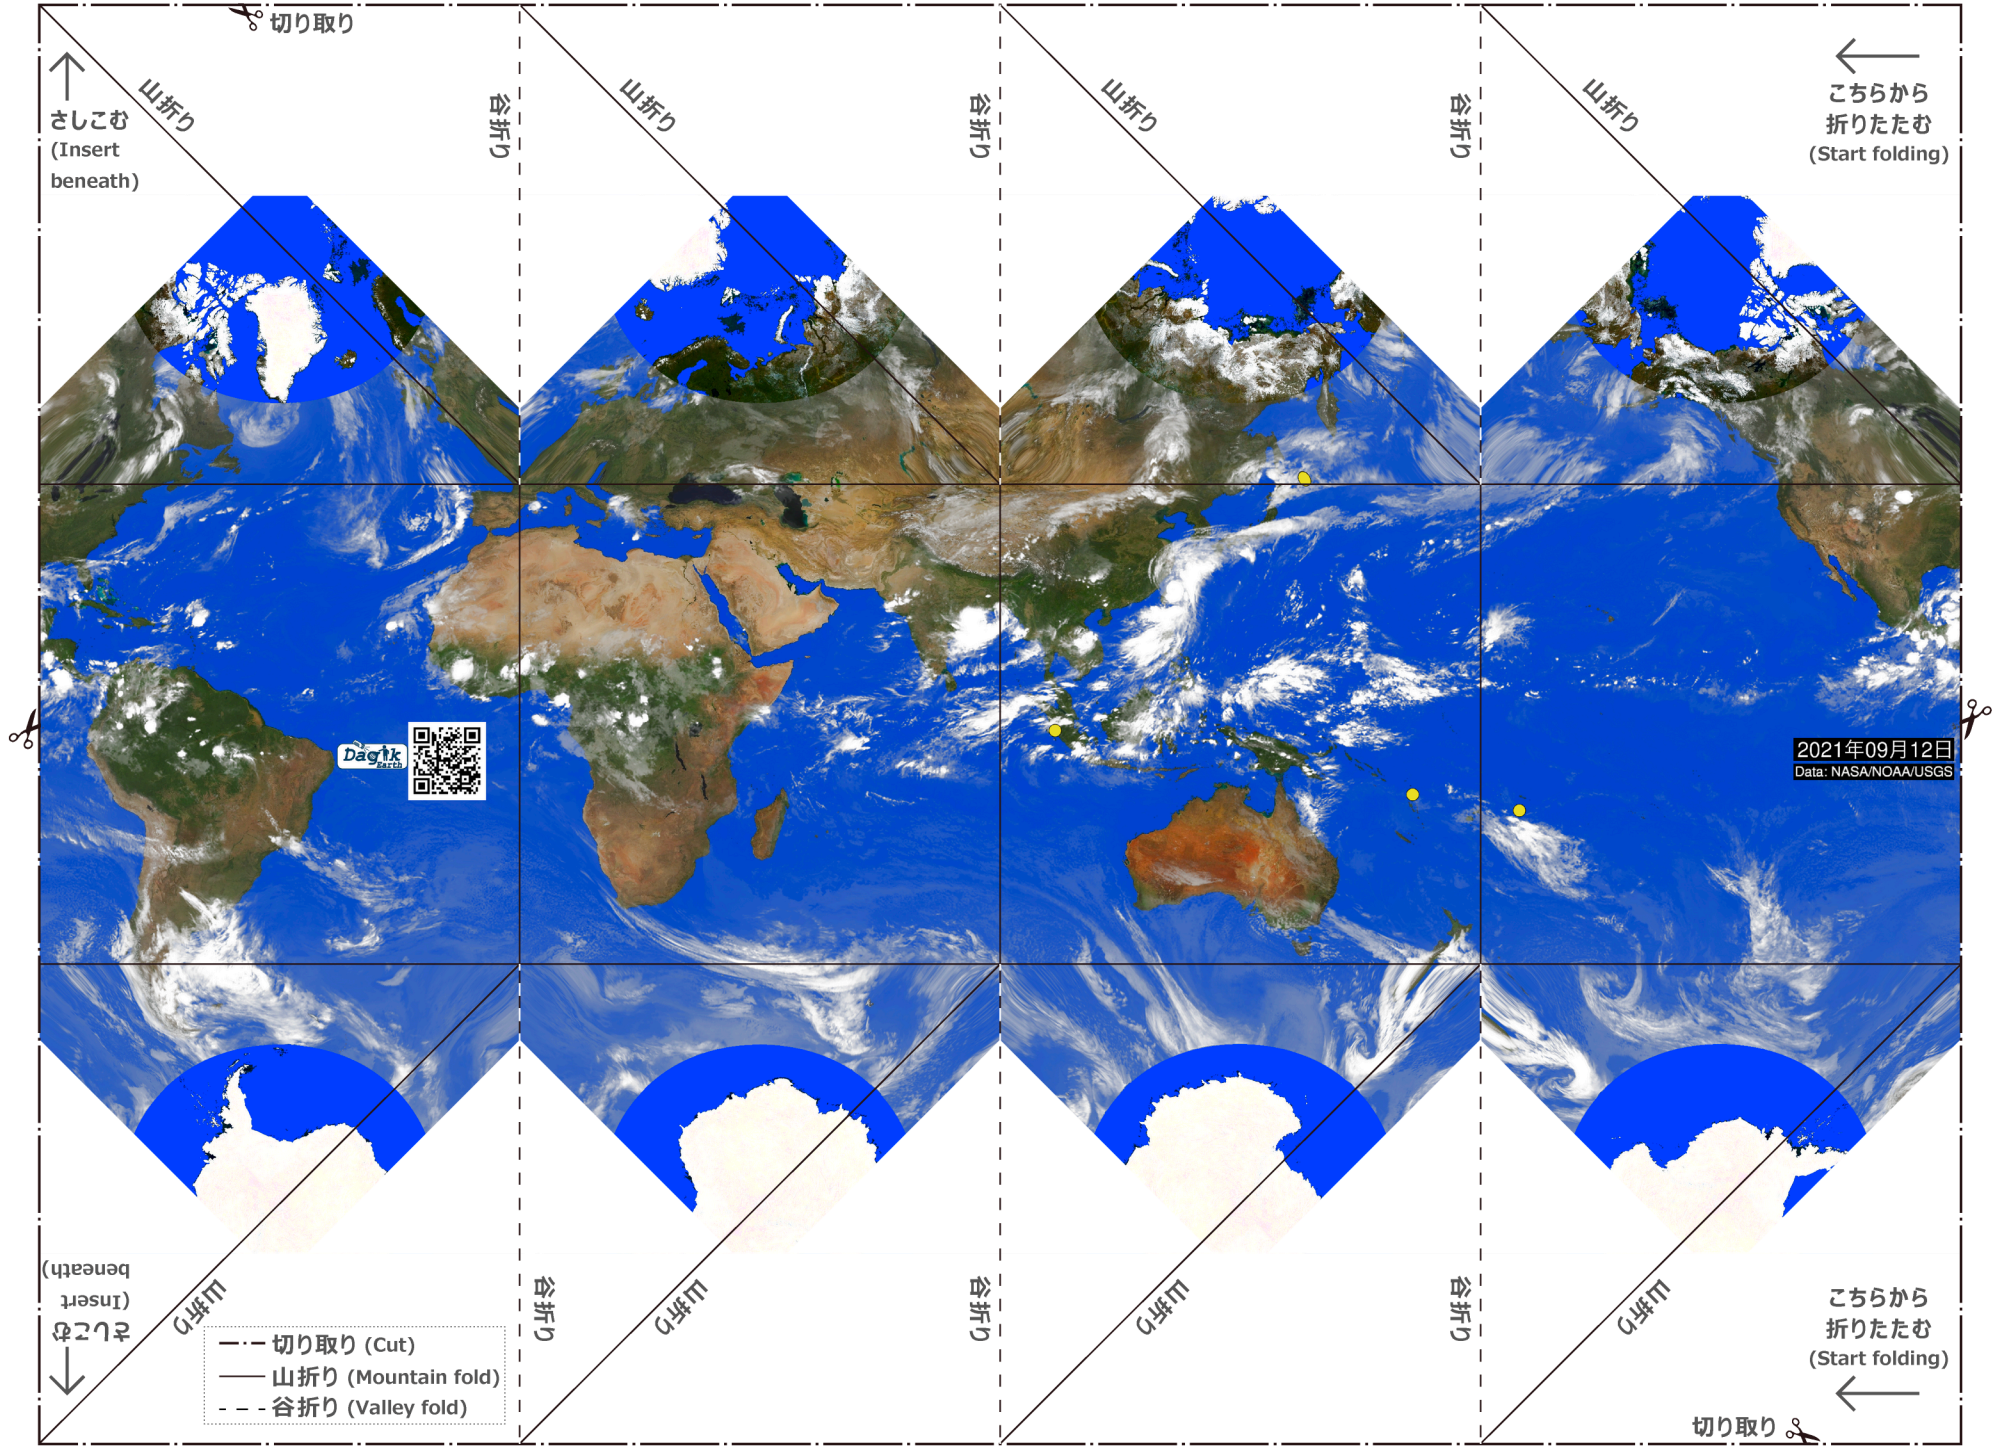 切り取り
さしこむ
(Insert
beneath)
山折り
谷折り
山折り
谷折り
山折り
谷折り
山折り
こちらから
折りたたむ
(Start folding)
Dagik
Earth
2021年09月12日
Data: NASA/NOAA/USGS
さしこむ
(Insert
beneath)
山折り
谷折り
山折り
谷折り
山折り
谷折り
山折り
こちらから
折りたたむ
(Start folding)
切り取り (Cut)
山折り (Mountain fold)
谷折り (Valley fold)
切り取り